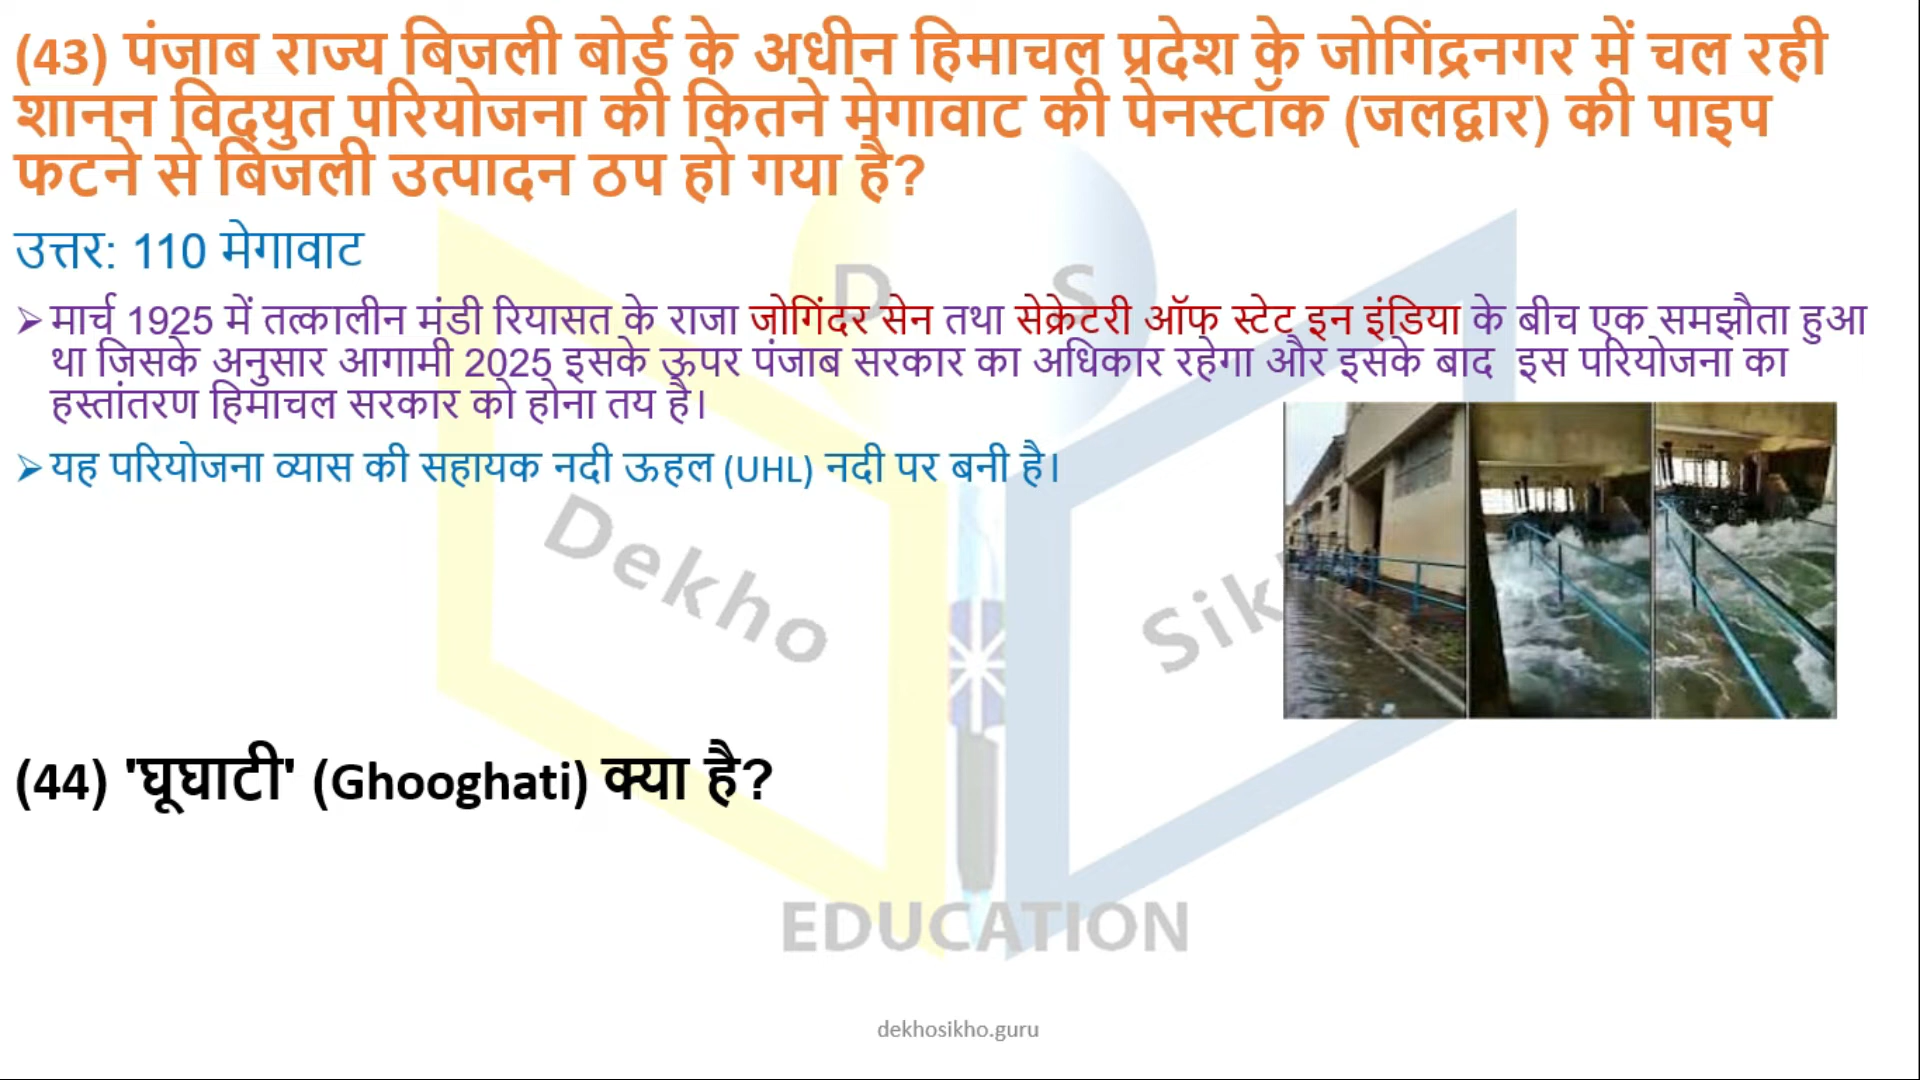 (43) पंजाब राज्य बिजली बोर्ड के अधीन हिमाचल प्रदेश के जोगिंद्रनगर में चल रही
शानन विद्युत परियोजना की कितने मेगावाट की पेनस्टॉक (जलद्वार) की पाइप
फटने से बिजली उत्पादन ठप हो गया है?
उत्तर: 110 मेगावाट
D S
➢ मार्च 1925 में तत्कालीन मंडी रियासत के राजा जोगिंदर सेन तथा सेक्रेटरी ऑफ स्टेट इन इंडिया के बीच एक समझौता हुआ
था जिसके अनुसार आगामी 2025 इसके ऊपर पंजाब सरकार का अधिकार रहेगा और इसके बाद इस परियोजना का
हस्तांतरण हिमाचल सरकार को होना तय है।
➢ यह परियोजना व्यास की सहायक नदी ऊहल (UHL) नदी पर बनी है।
Dekho Sik
(44) 'घूघाटी' (Ghooghati) क्या है?
EDUCATION
dekhosikho.guru